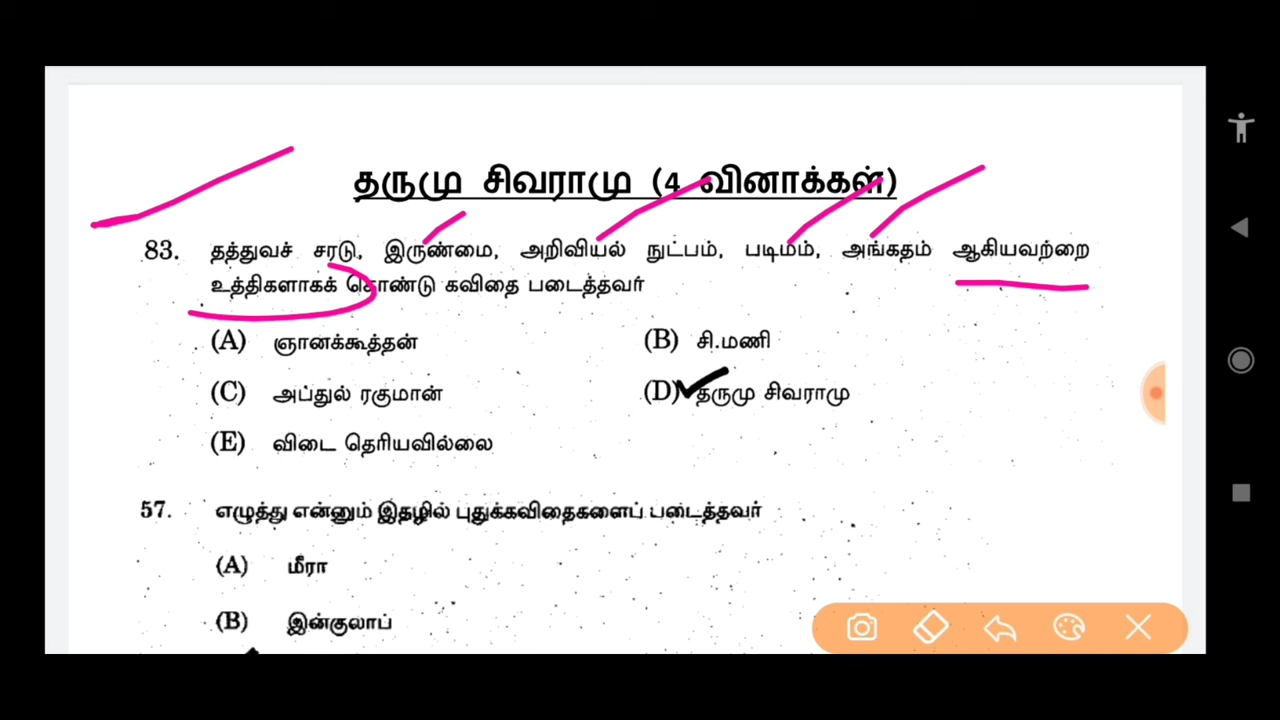 தருமு சிவராமு (4 வினாக்கள்)
83. தத்துவச் சரடு, இருண்மை, அறிவியல் நுட்பம், படிமம், அங்கதம் ஆகியவற்றை
உத்திகளாகக் கொண்டு கவிதை படைத்தவர்
(A) ஞானக்கூத்தன் (B) சி.மணி
(C) அப்துல் ரகுமான் (D) தருமு சிவராமு
(E) விடை தெரியவில்லை
57. எழுத்து என்னும் இதழில் புதுக்கவிதைகளைப் படைத்தவர்
(A) மீரா
(B) இன்குலாப்